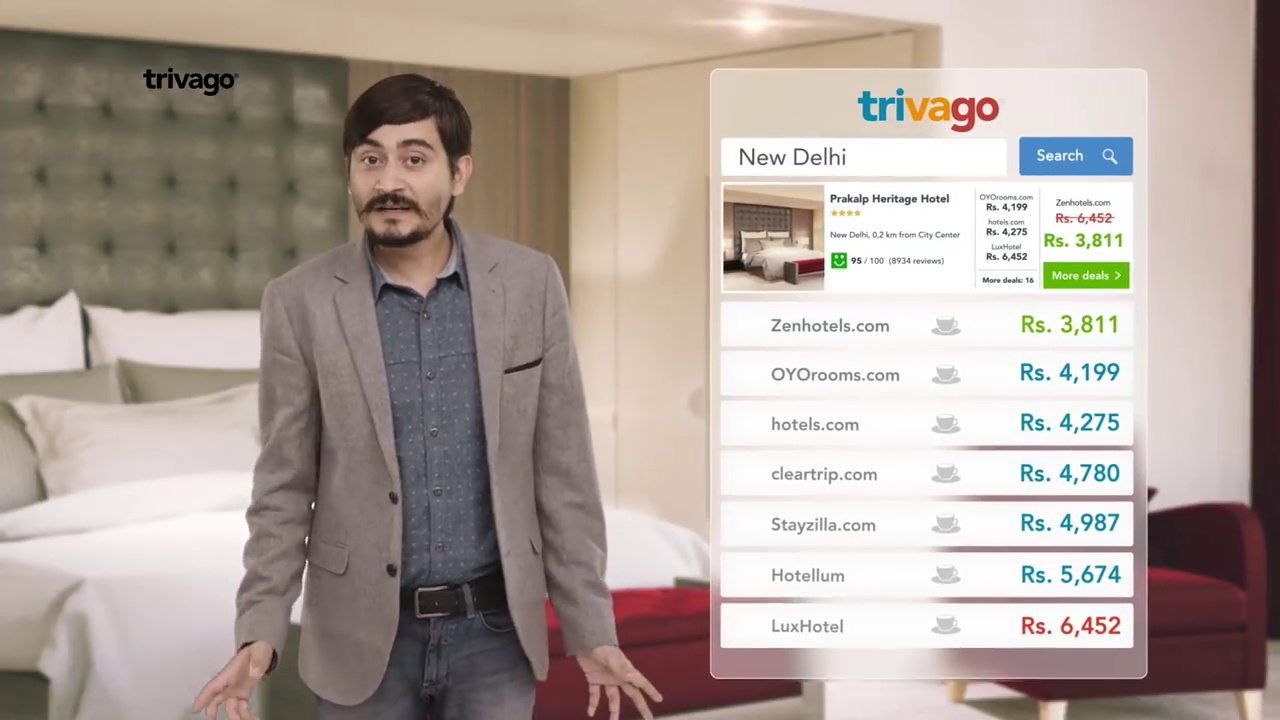 trivago
trivago
New Delhi
Search
Prakalp Heritage Hotel
New Delhi, 0,2 km from City Center
95 / 100 (8934 reviews)
OYOrooms.com
Rs. 4,199
hotels.com
Rs. 4,275
LuxHotel
Rs. 6,452
More deals: 16
Zenhotels.com
Rs. 6,452
Rs. 3,811
More deals >
Zenhotels.com Rs. 3,811
OYOrooms.com Rs. 4,199
hotels.com Rs. 4,275
cleartrip.com Rs. 4,780
Stayzilla.com Rs. 4,987
Hotellum Rs. 5,674
LuxHotel Rs. 6,452